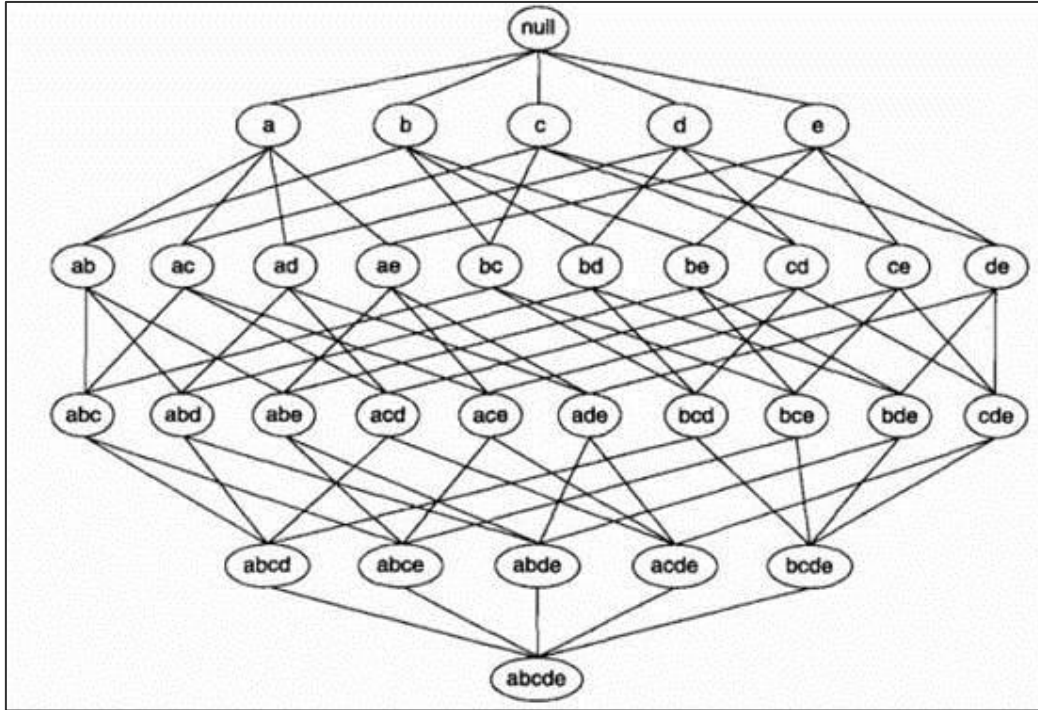 null
a b c d e
ab ac ad ae bc bd be cd ce de
abc abd abe acd ace ade bcd bce bde cde
abcd abce abde acde bcde
abcde